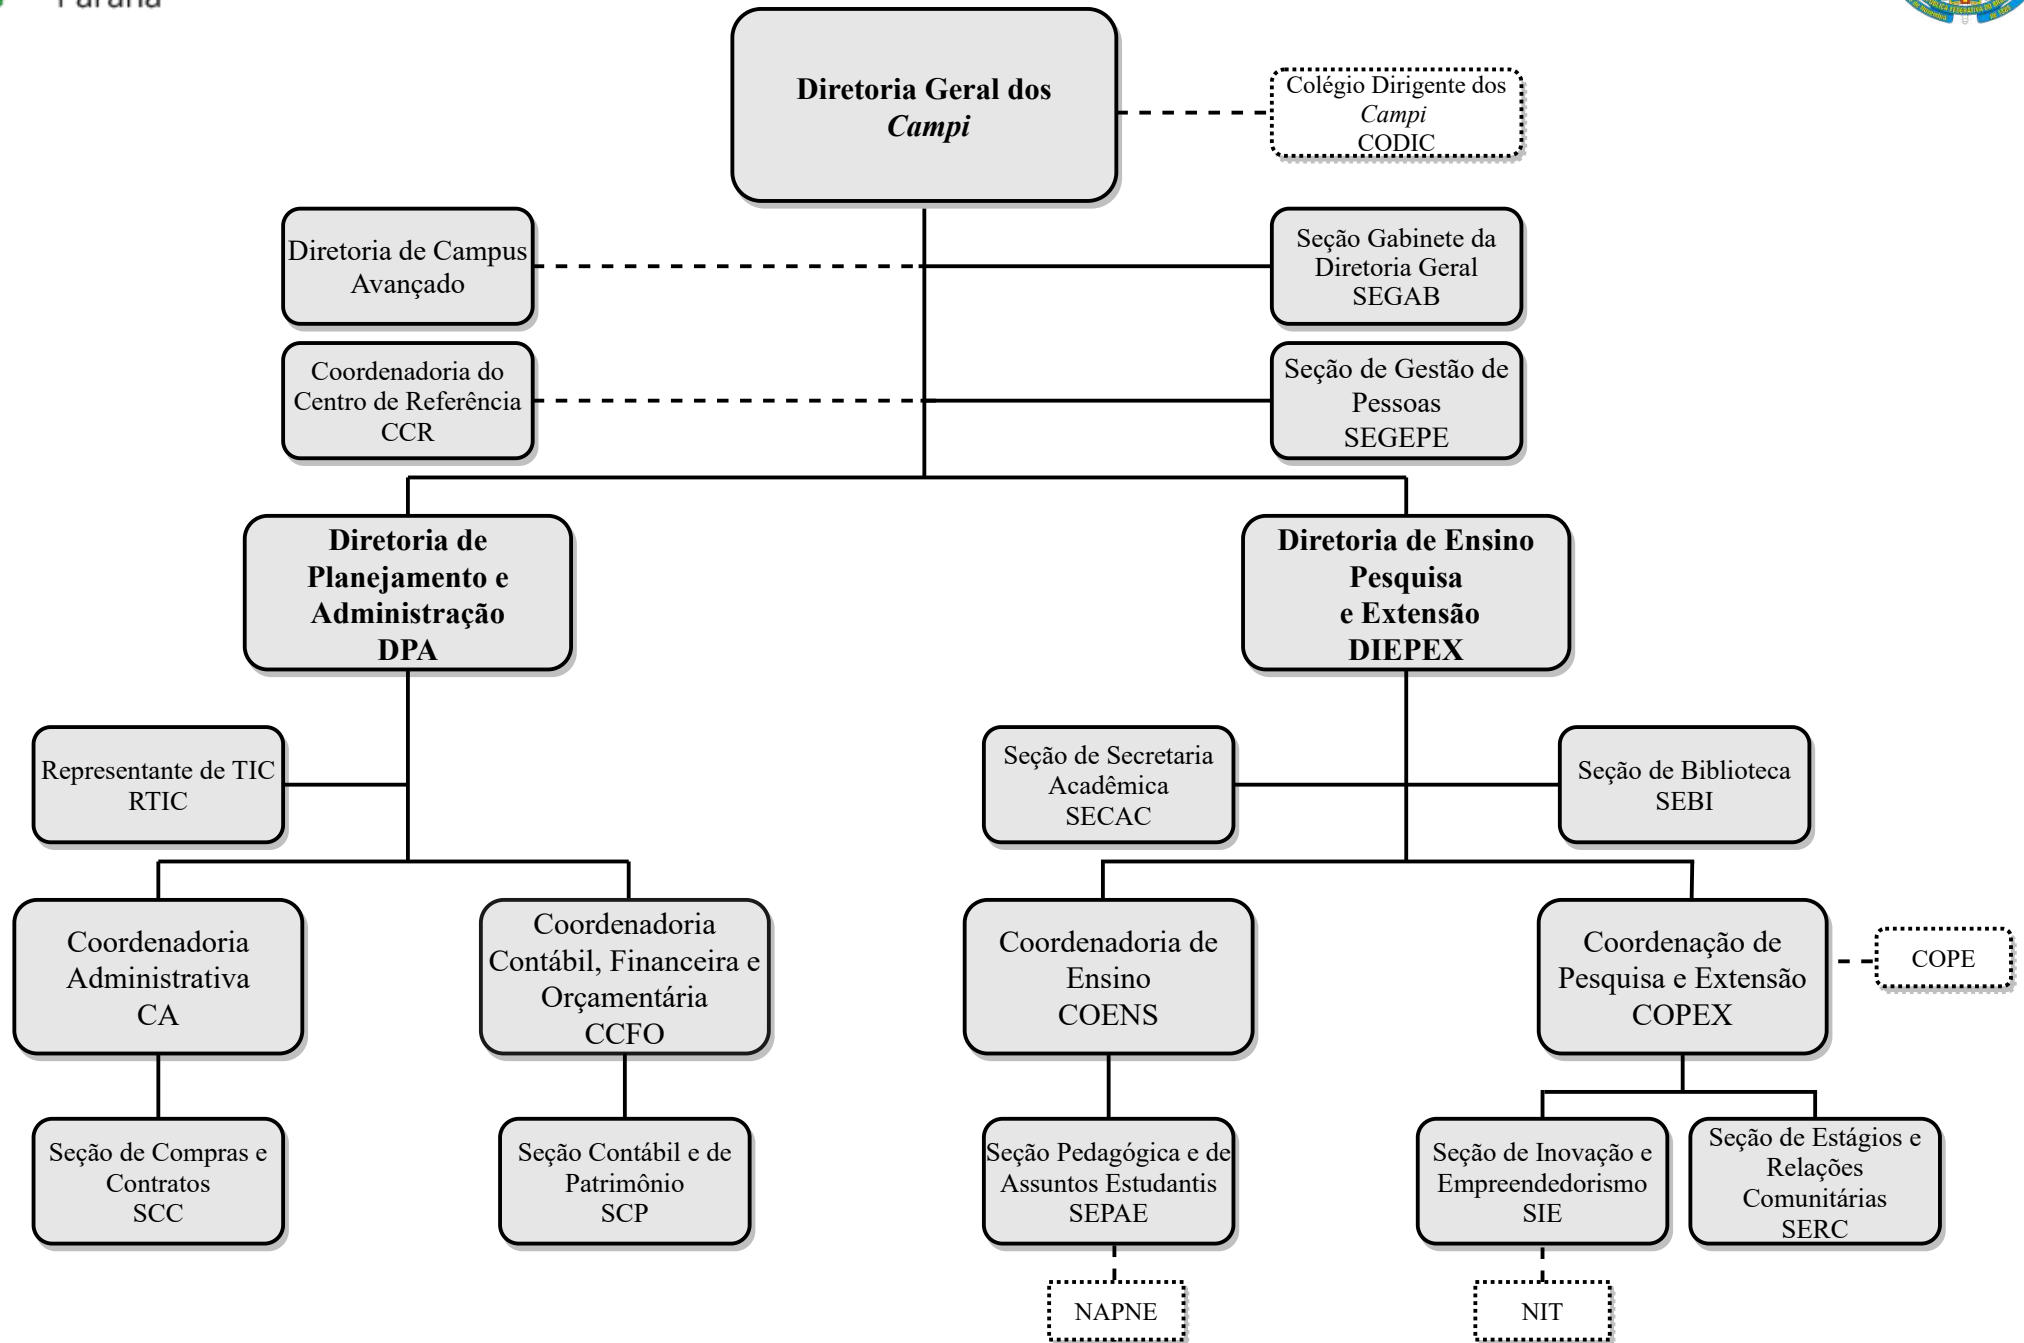 Paraná
Diretoria Geral dos
Campi
Colégio Dirigente dos
Campi
CODIC
Diretoria de Campus
Avançado
Seção Gabinete da
Diretoria Geral
SEGAB
Coordenadoria do
Centro de Referência
CCR
Seção de Gestão de
Pessoas
SEGEPE
Diretoria de
Planejamento e
Administração
DPA
Diretoria de Ensino
Pesquisa
e Extensão
DIEPEX
Representante de TIC
RTIC
Seção de Secretaria
Acadêmica
SECAC
Seção de Biblioteca
SEBI
Coordenadoria
Administrativa
CA
Coordenadoria
Contábil, Financeira e
Orçamentária
CCFO
Coordenadoria de
Ensino
COENS
Coordenação de
Pesquisa e Extensão
COPEX
COPE
Seção de Compras e
Contratos
SCC
Seção Contábil e de
Patrimônio
SCP
Seção Pedagógica e de
Assuntos Estudantis
SEPAE
Seção de Inovação e
Empreendedorismo
SIE
Seção de Estágios e
Relações
Comunitárias
SERC
NAPNE
NIT